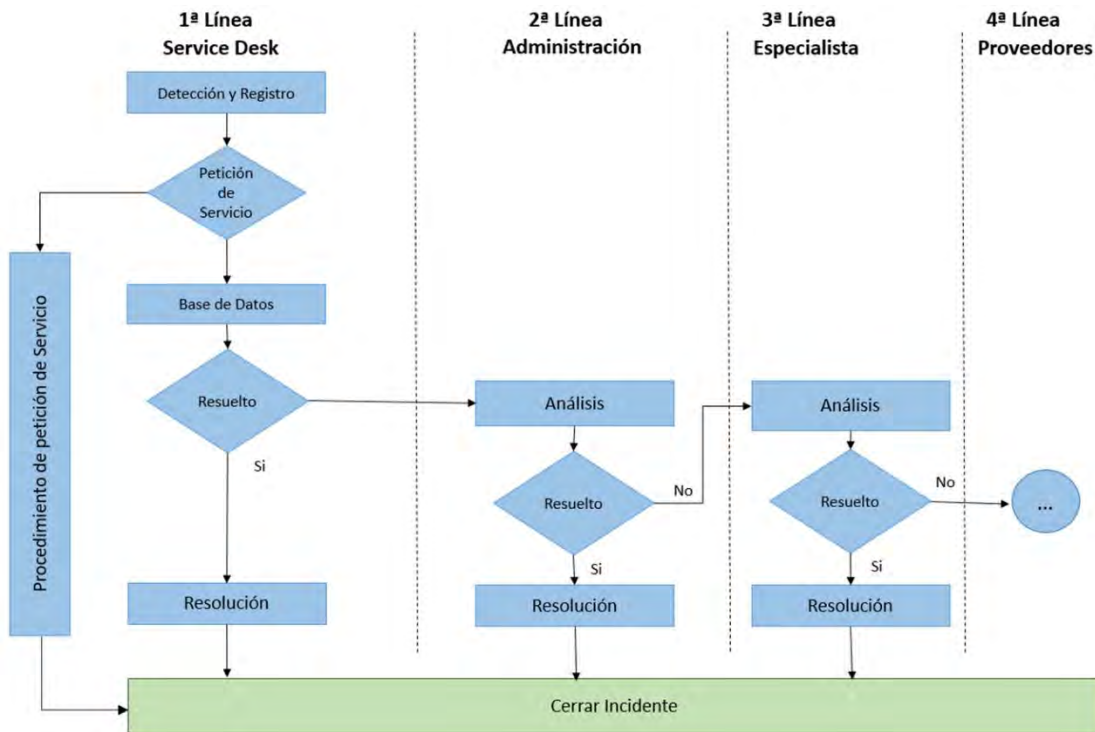 1ª Línea
Service Desk
2ª Línea
Administración
3ª Línea
Especialista
4ª Línea
Proveedores
Detección y Registro
Petición
de
Servicio
Procedimiento de petición de Servicio
Base de Datos
Resuelto
Si
Resolución
Análisis
Resuelto
No
Si
Resolución
Análisis
Resuelto
No
Si
Resolución
...
Cerrar Incidente